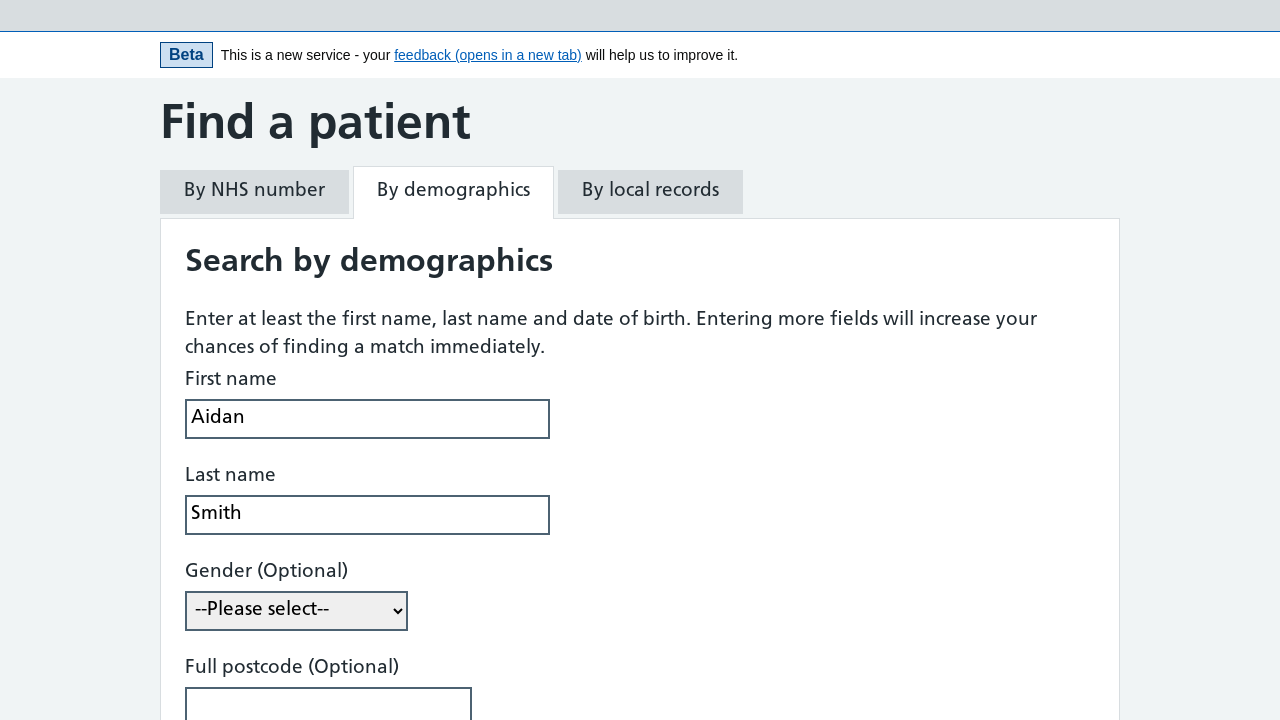 Beta This is a new service - your feedback (opens in a new tab) will help us to improve it.
Find a patient
By NHS number By demographics By local records
Search by demographics
Enter at least the first name, last name and date of birth. Entering more fields will increase your
chances of finding a match immediately.
First name
Aidan
Last name
Smith
Gender (Optional)
--Please select--
Full postcode (Optional)